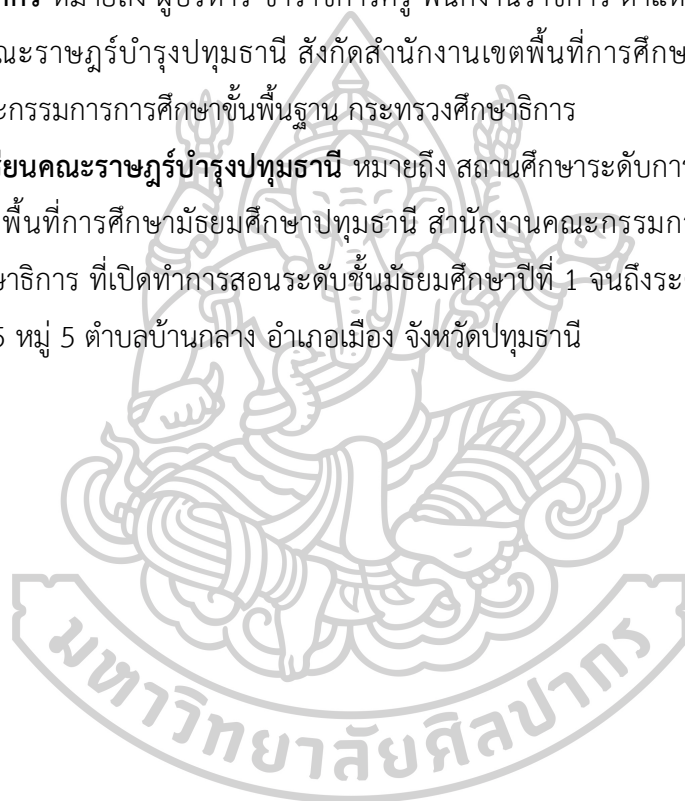 กร หมายถึง ผู้บริหาร ข้าราชการครู พนักงานราชการ
ณะราษฎร์บำรุงปทุมธานี สังกัดสำนักงานเขตพื้นที่การศึกษ
ะกรรมการการศึกษาขั้นพื้นฐาน กระทรวงศึกษาธิการ
รียนคณะราษฎร์บำรุงปทุมธานี หมายถึง สถานศึกษาระดับการ
พื้นที่การศึกษามัธยมศึกษาปทุมธานี สำนักงานคณะกรรมก
ษาธิการ ที่เปิดทำการสอนระดับชั้นมัธยมศึกษาปีที่ 1 จนถึงระ
หมู่ 5 ตำบลบ้านกลาง อำเภอเมือง จังหวัดปทุมธานี
มหาวิทยาลัยศิลปากร